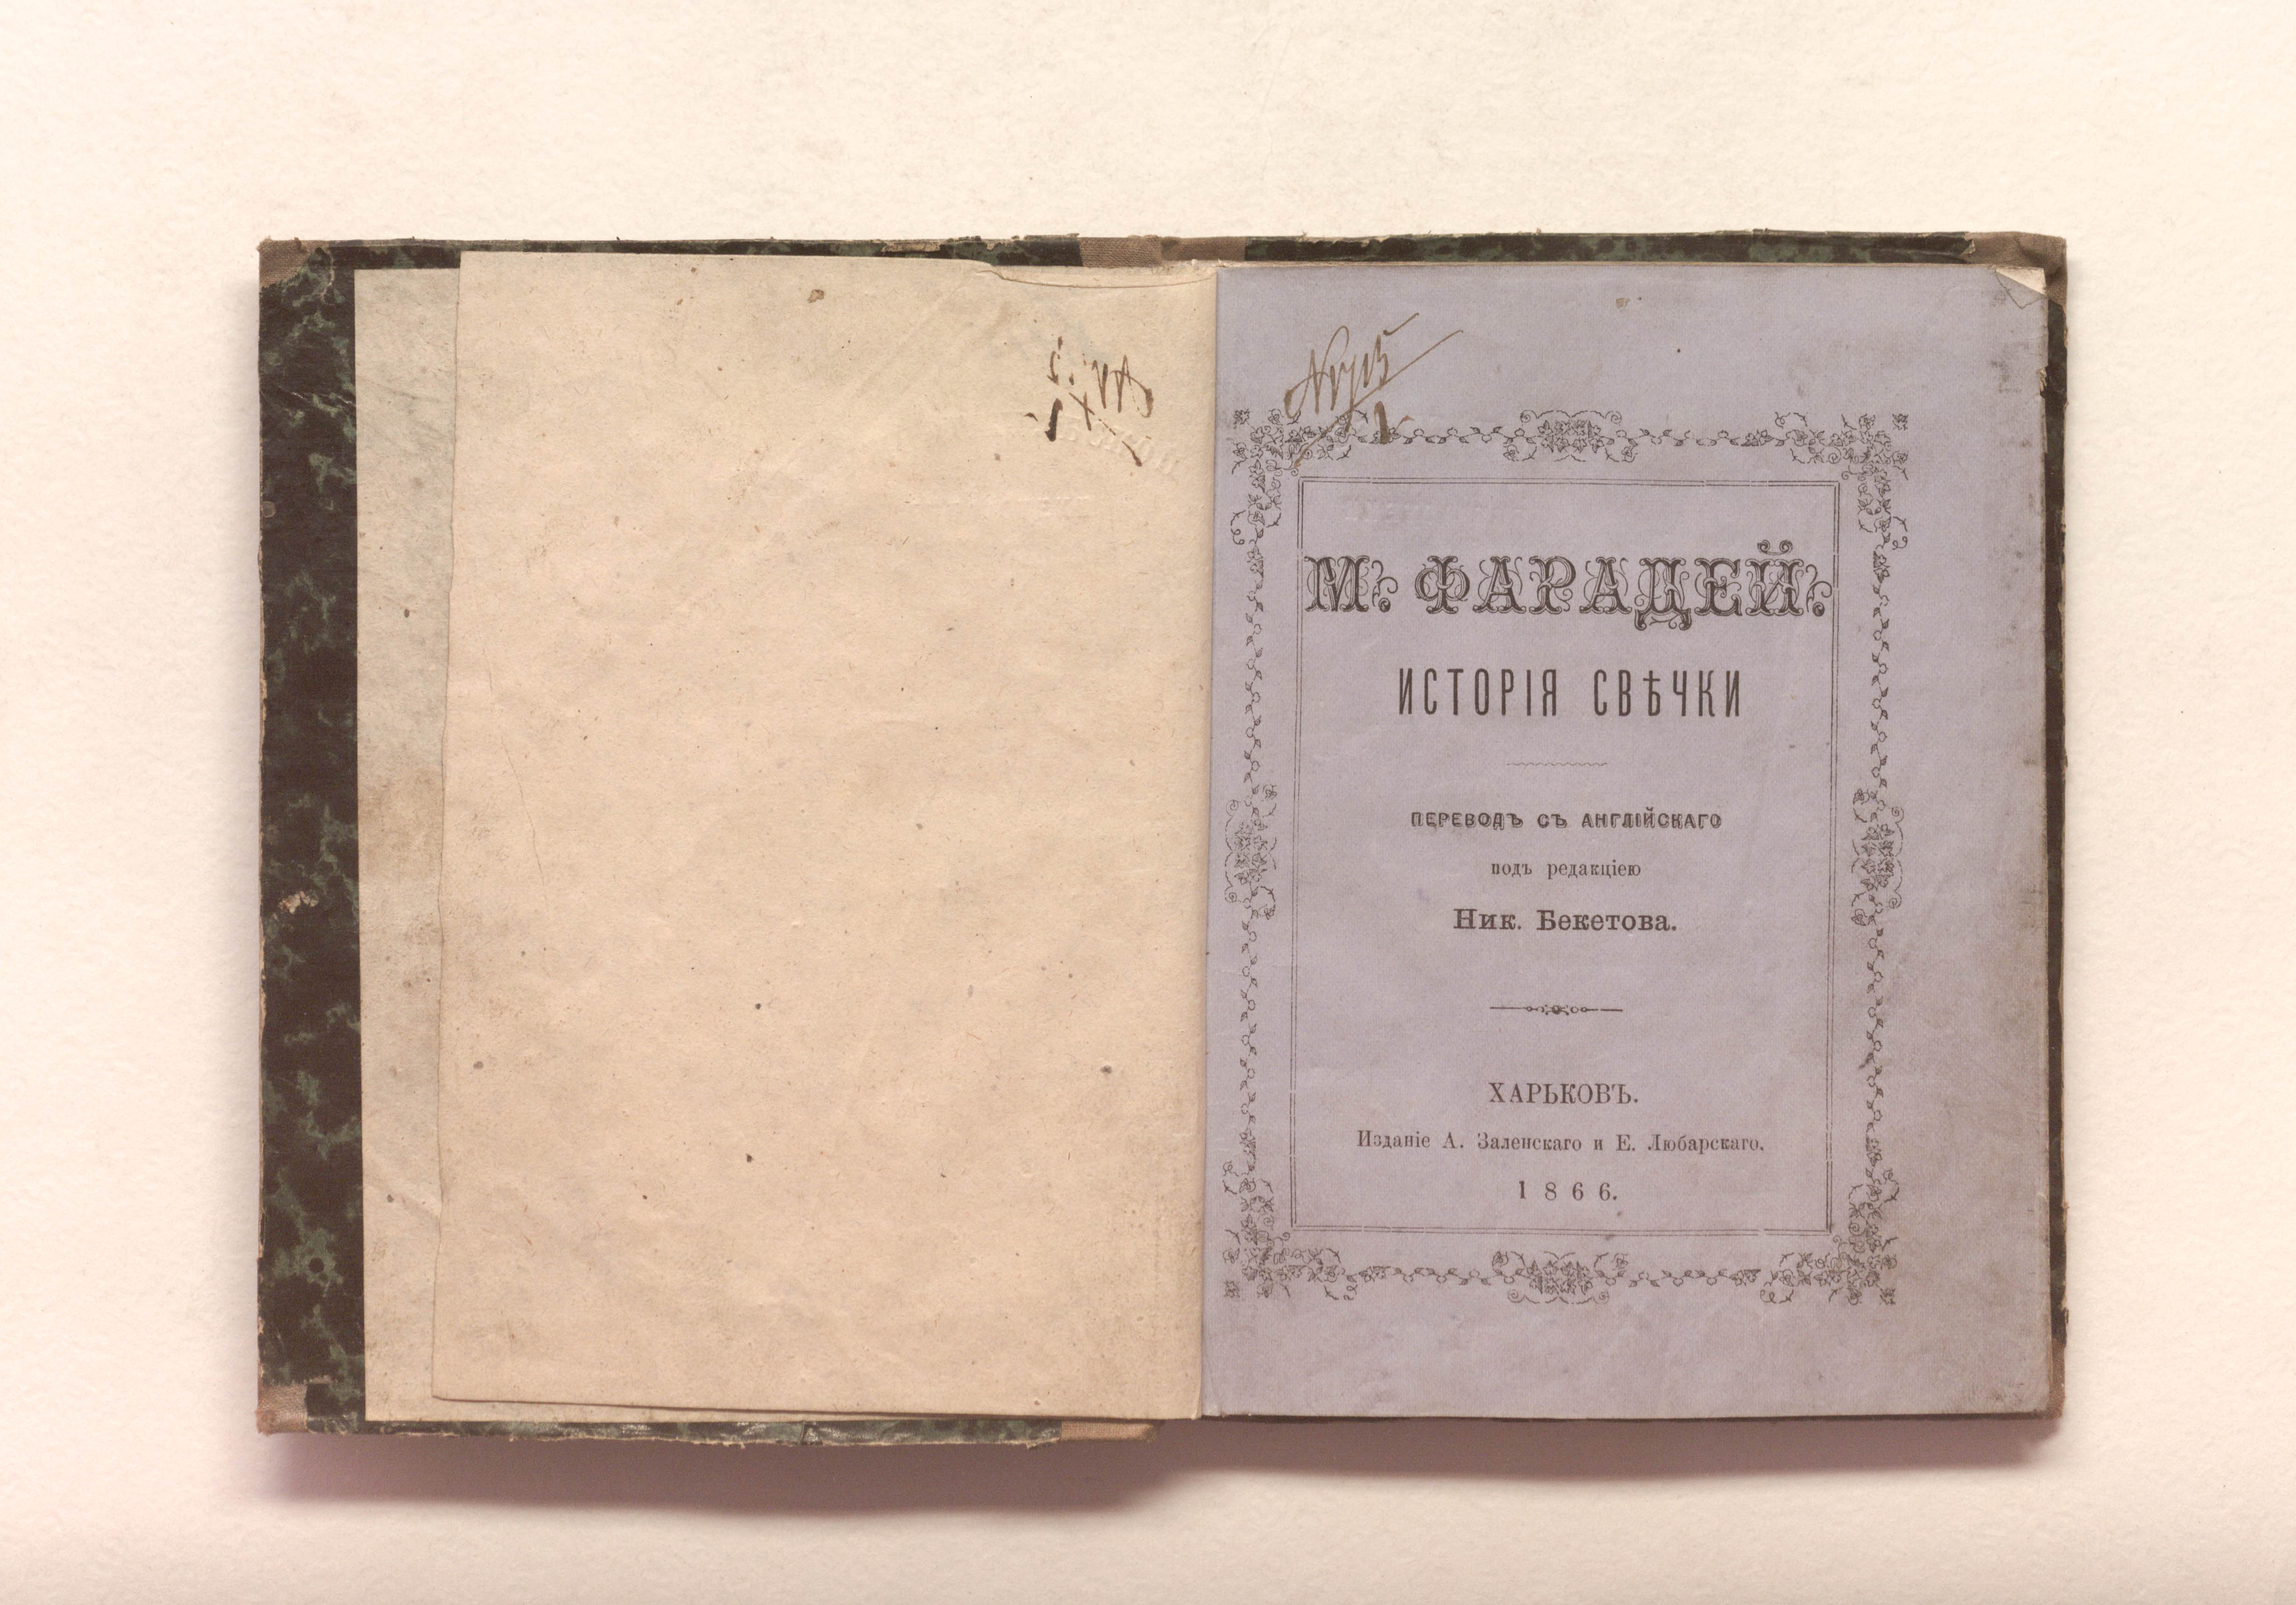 М. ФАРАДЕЙ.
ИСТОРІЯ СВѢЧКИ
ПЕРЕВОДЪ СЪ АНГЛІЙСКАГО
подъ редакціею
Ник. Бекетова.
ХАРЬКОВЪ.
Изданіе А. Заленскаго и Е. Любарскаго.
1866.